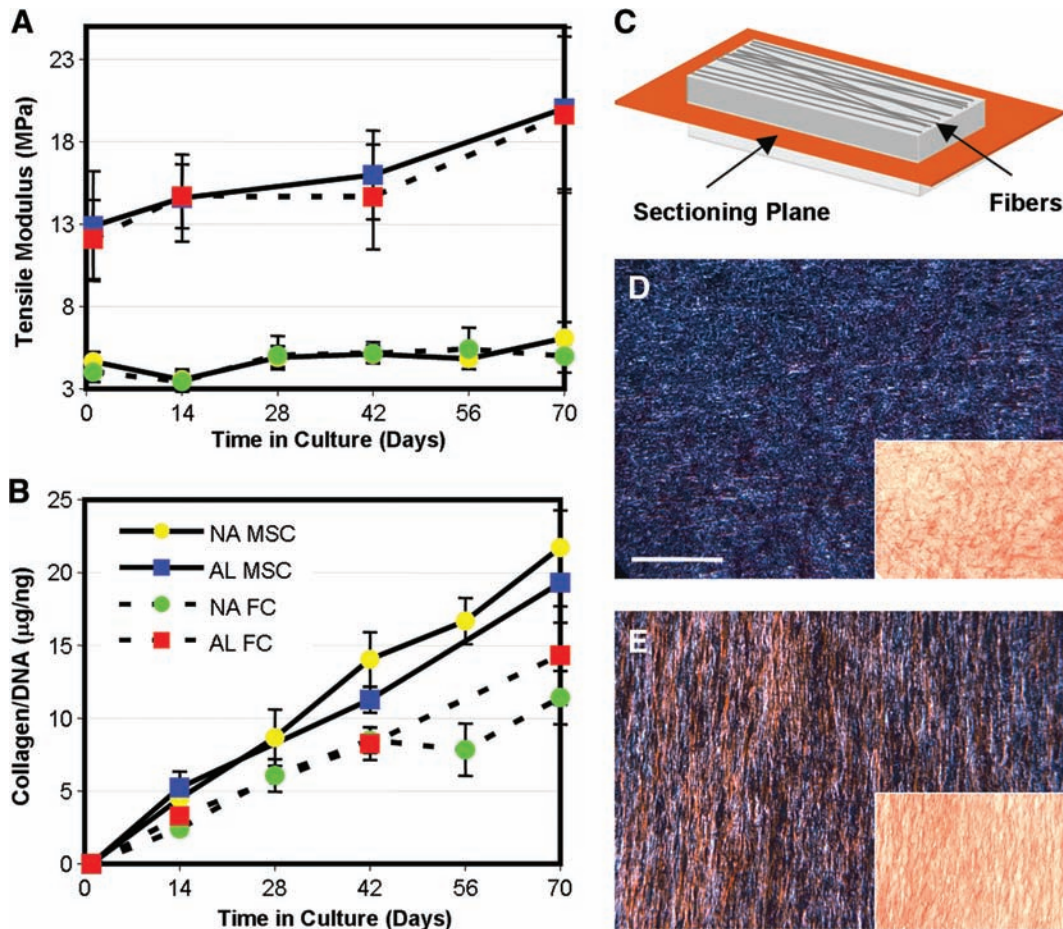 A
23
18
13
8
3
Tensile Modulus (MPa)
0 14 28 42 56 70
Time in Culture (Days)
B
25
20
15
10
5
0
Collagen/DNA (µg/ng)
NA MSC
AL MSC
NA FC
AL FC
0 14 28 42 56 70
Time in Culture (Days)
C
Sectioning Plane
Fibers
D
E